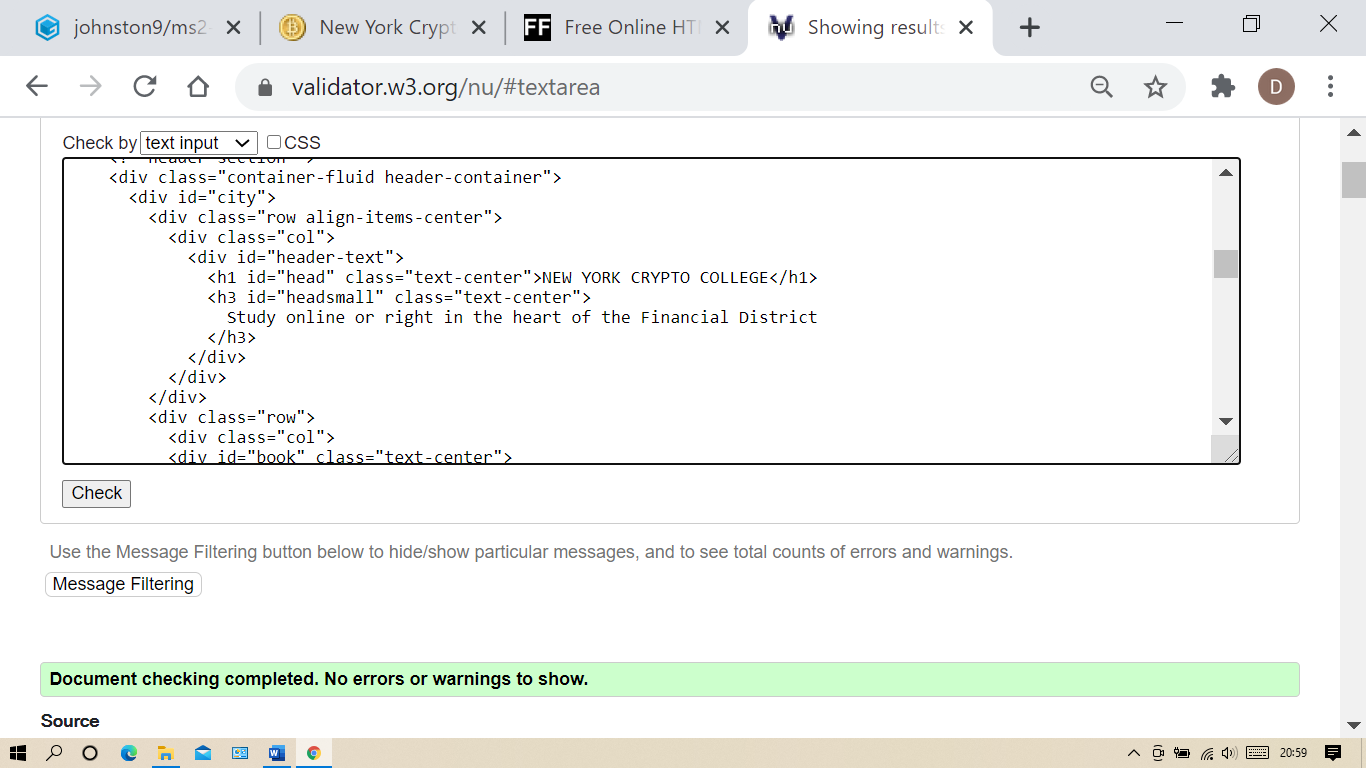 johnston9/ms2- New York Crypt Free Online HT Showing results
validator.w3.org/nu/#textarea D
Check by text input CSS
<!-- header section -->
<div class="container-fluid header-container">
<div id="city">
<div class="row align-items-center">
<div class="col">
<div id="header-text">
<h1 id="head" class="text-center">NEW YORK CRYPTO COLLEGE</h1>
<h3 id="headsmall" class="text-center">
Study online or right in the heart of the Financial District
</h3>
</div>
</div>
</div>
<div class="row">
<div class="col">
<div id="book" class="text-center">
Check
Use the Message Filtering button below to hide/show particular messages, and to see total counts of errors and warnings.
Message Filtering
Document checking completed. No errors or warnings to show.
Source
20:59